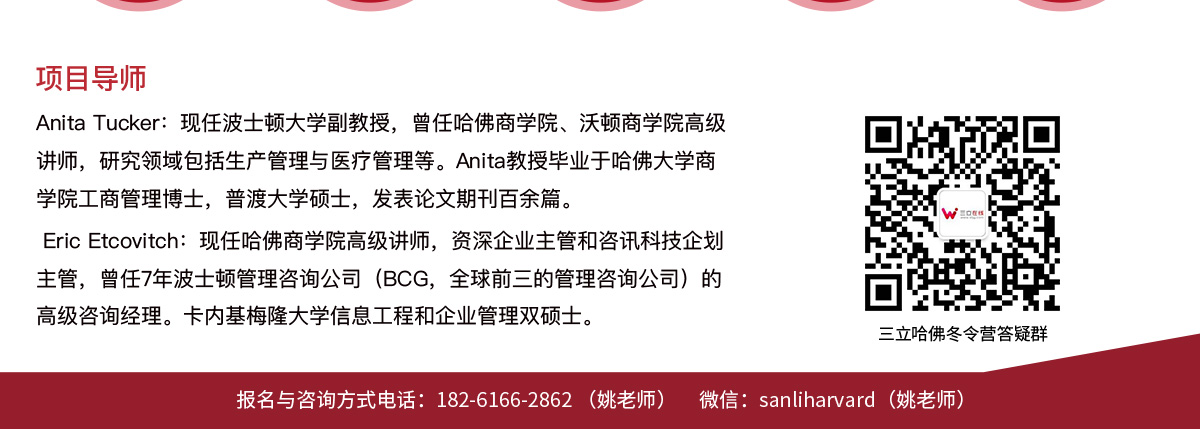 项目导师
Anita Tucker：现任波士顿大学副教授，曾任哈佛商学院、沃顿商学院高级
讲师，研究领域包括生产管理与医疗管理等。Anita教授毕业于哈佛大学商
学院工商管理博士，普渡大学硕士，发表论文期刊百余篇。
Eric Etcovitch：现任哈佛商学院高级讲师，资深企业主管和咨讯科技企划
主管，曾任7年波士顿管理咨询公司（BCG，全球前三的管理咨询公司）的
高级咨询经理。卡内基梅隆大学信息工程和企业管理双硕士。
三立在线
三立哈佛冬令营答疑群
报名与咨询方式电话：182-6166-2862（姚老师） 微信：sanliharvard（姚老师）